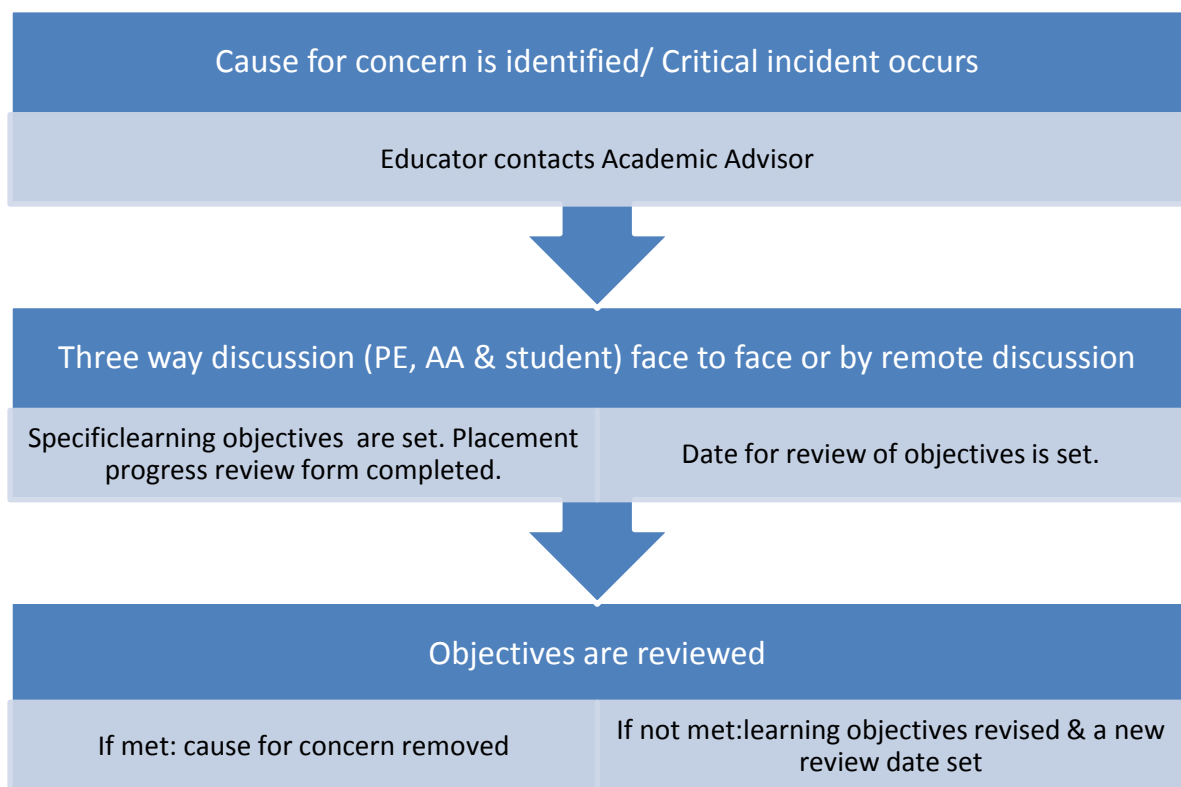 Cause for concern is identified/ Critical incident occurs
Educator contacts Academic Advisor
Three way discussion (PE, AA & student) face to face or by remote discussion
Specificlearning objectives  are set. Placement
progress review form completed.
Date for review of objectives is set.
Objectives are reviewed
If met: cause for concern removed
If not met:learning objectives revised & a new
review date set